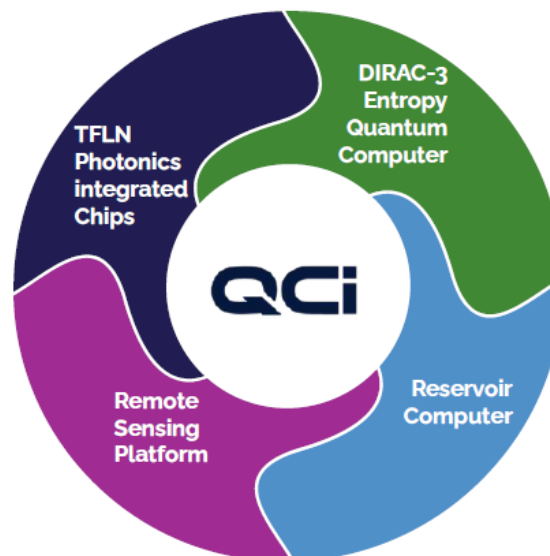 TFLN
Photonics
integrated
Chips
DIRAC-3
Entropy
Quantum
Computer
QCi
Remote
Sensing
Platform
Reservoir
Computer